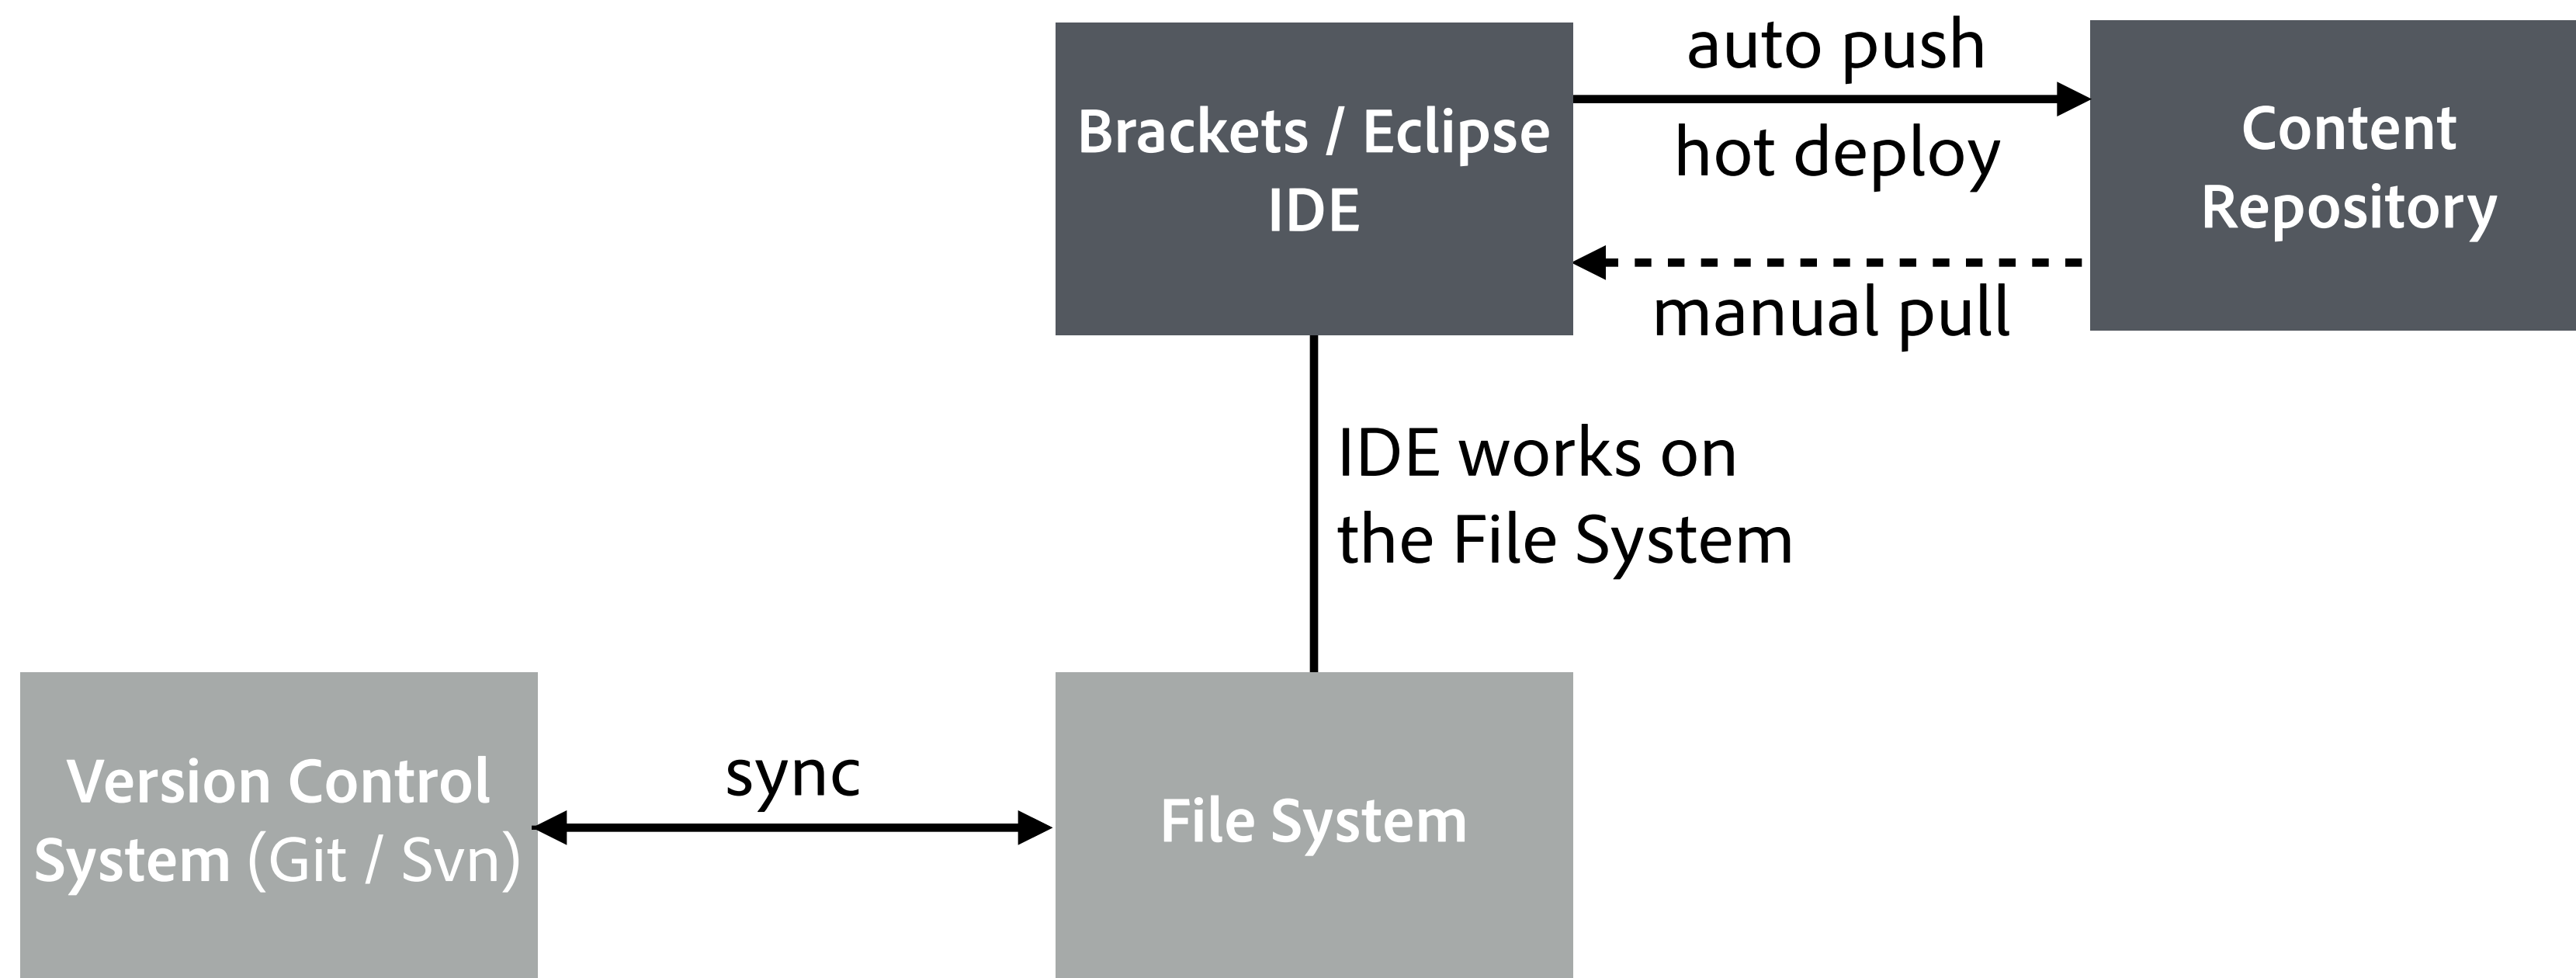 Brackets / Eclipse
IDE
auto push
hot deploy
manual pull
Content
Repository
IDE works on
the File System
Version Control
System (Git / Svn)
sync
File System